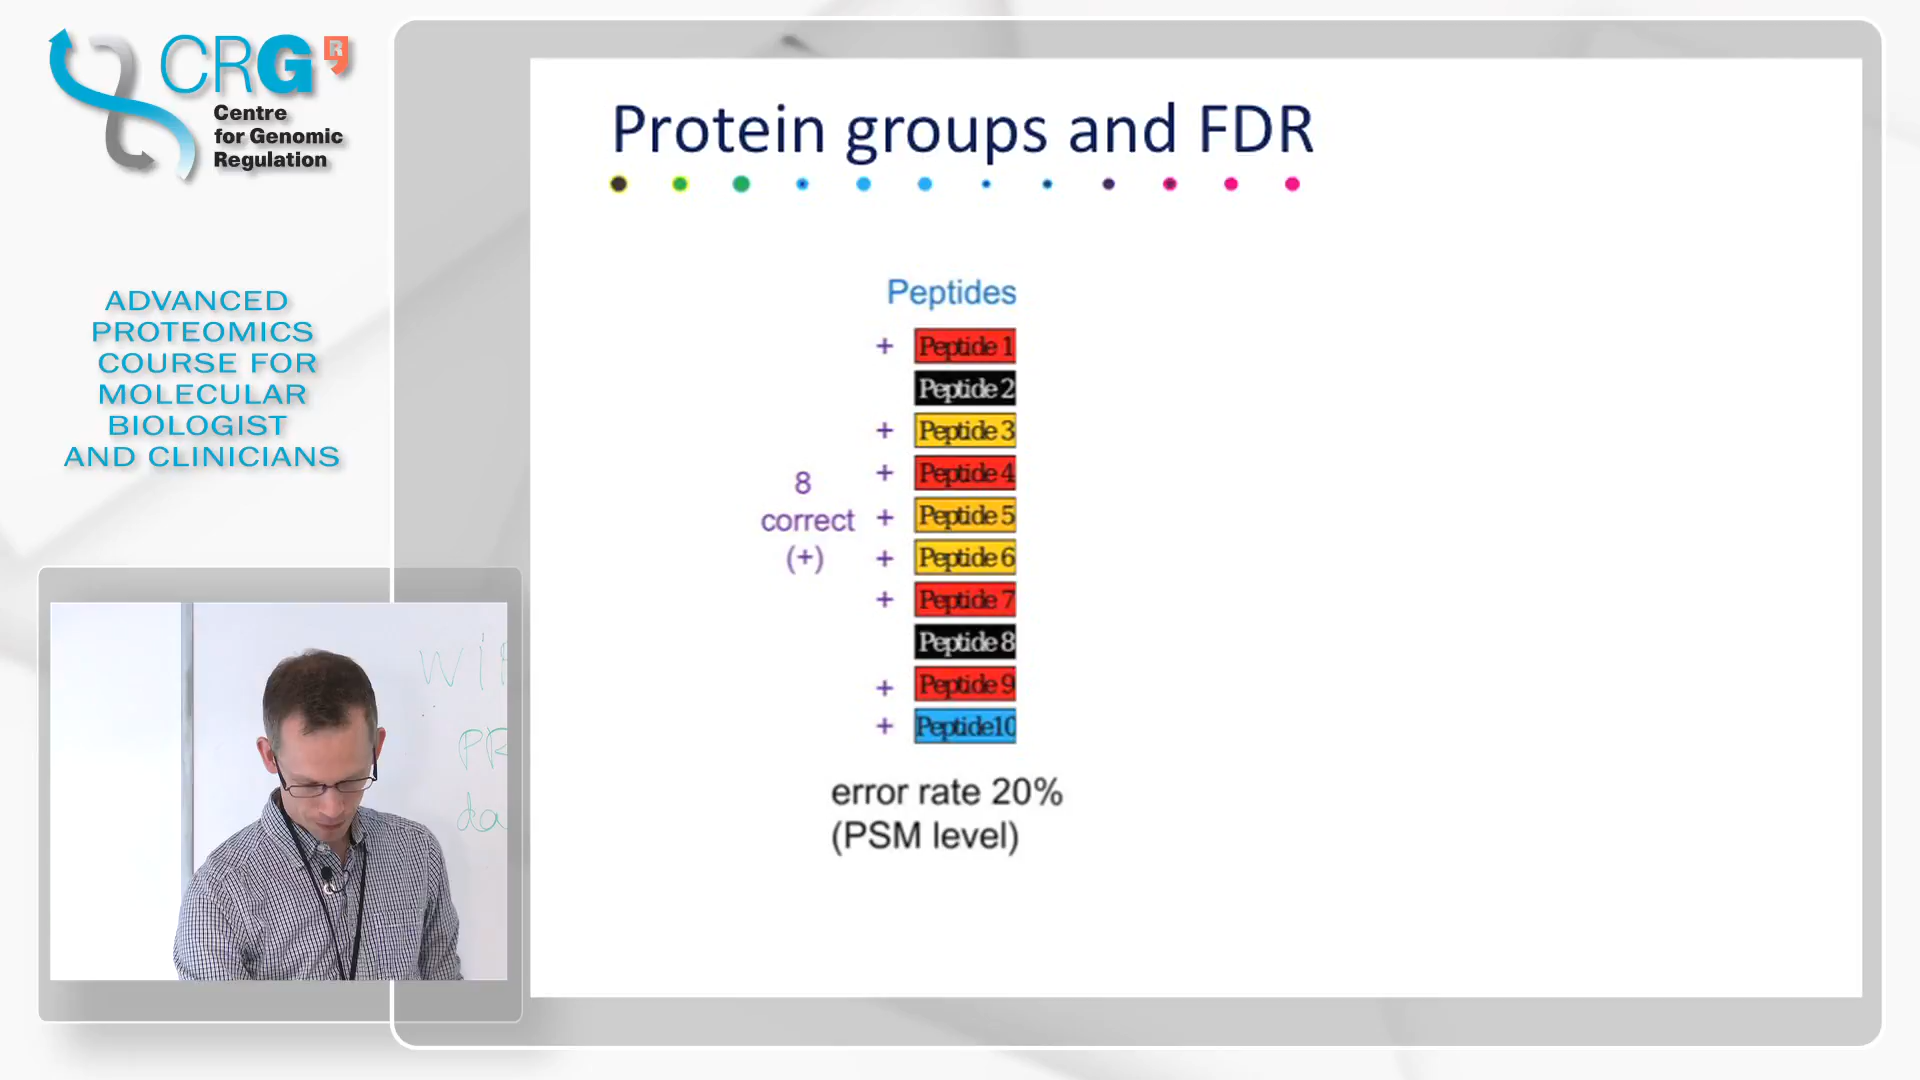 CRG
R
Centre
for Genomic
Regulation
ADVANCED
PROTEOMICS
COURSE FOR
MOLECULAR
BIOLOGIST
AND CLINICIANS
Protein groups and FDR
Peptides
+ Peptide 1
Peptide 2
+ Peptide 3
+ Peptide 4
8
correct
(+)
+ Peptide 5
+ Peptide 6
+ Peptide 7
Peptide 8
+ Peptide 9
+ Peptide10
error rate 20%
(PSM level)